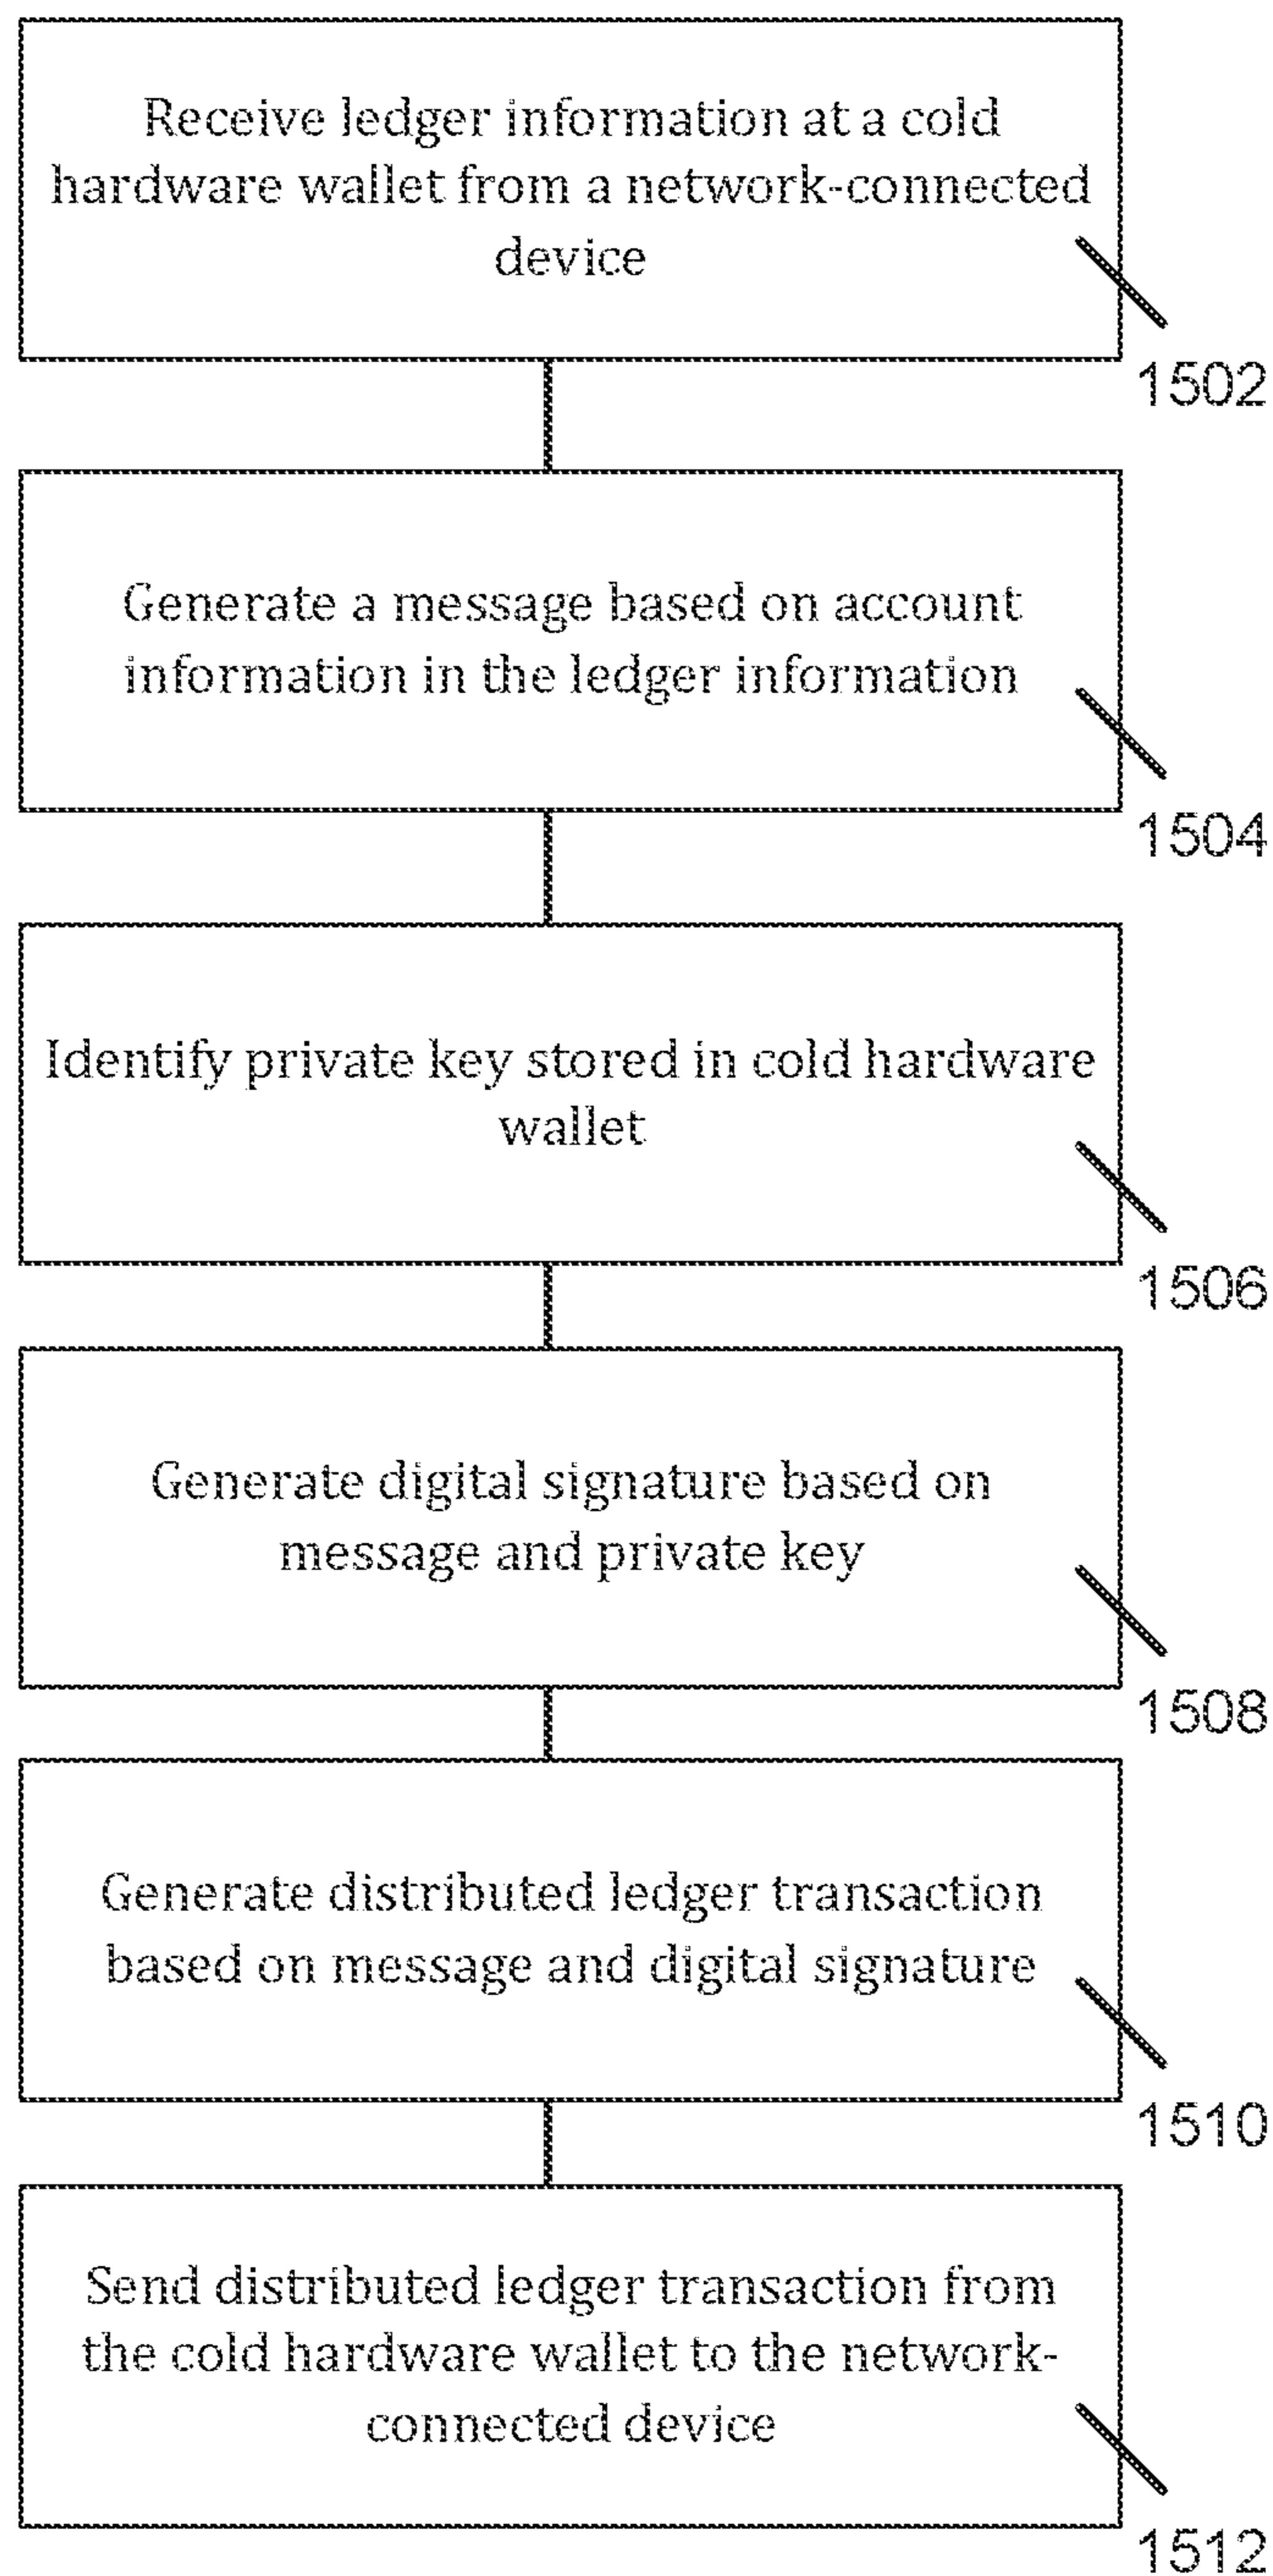 Receive ledger information at a cold
hardware wallet from a network-connected
device
1502
Generate a message based on account
information in the ledger information
1504
Identify private key stored in cold hardware
wallet
1506
Generate digital signature based on
message and private key
1508
Generate distributed ledger transaction
based on message and digital signature
1510
Send distributed ledger transaction from
the cold hardware wallet to the network-
connected device
1512